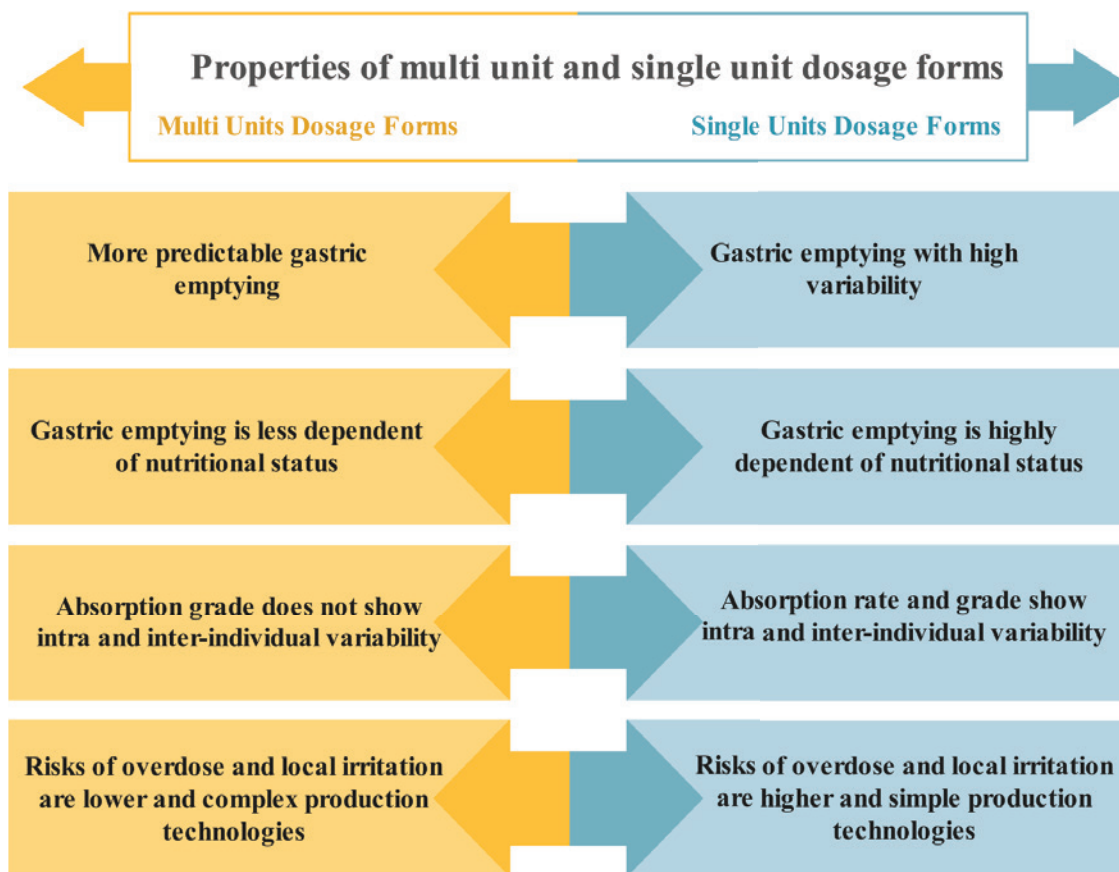 Properties of multi unit and single unit dosage forms
Multi Units Dosage Forms
Single Units Dosage Forms
More predictable gastric
emptying
Gastric emptying with high
variability
Gastric emptying is less dependent
of nutritional status
Gastric emptying is highly
dependent of nutritional status
Absorption grade does not show
intra and inter-individual variability
Absorption rate and grade show
intra and inter-individual variability
Risks of overdose and local irritation
are lower and complex production
technologies
Risks of overdose and local irritation
are higher and simple production
technologies